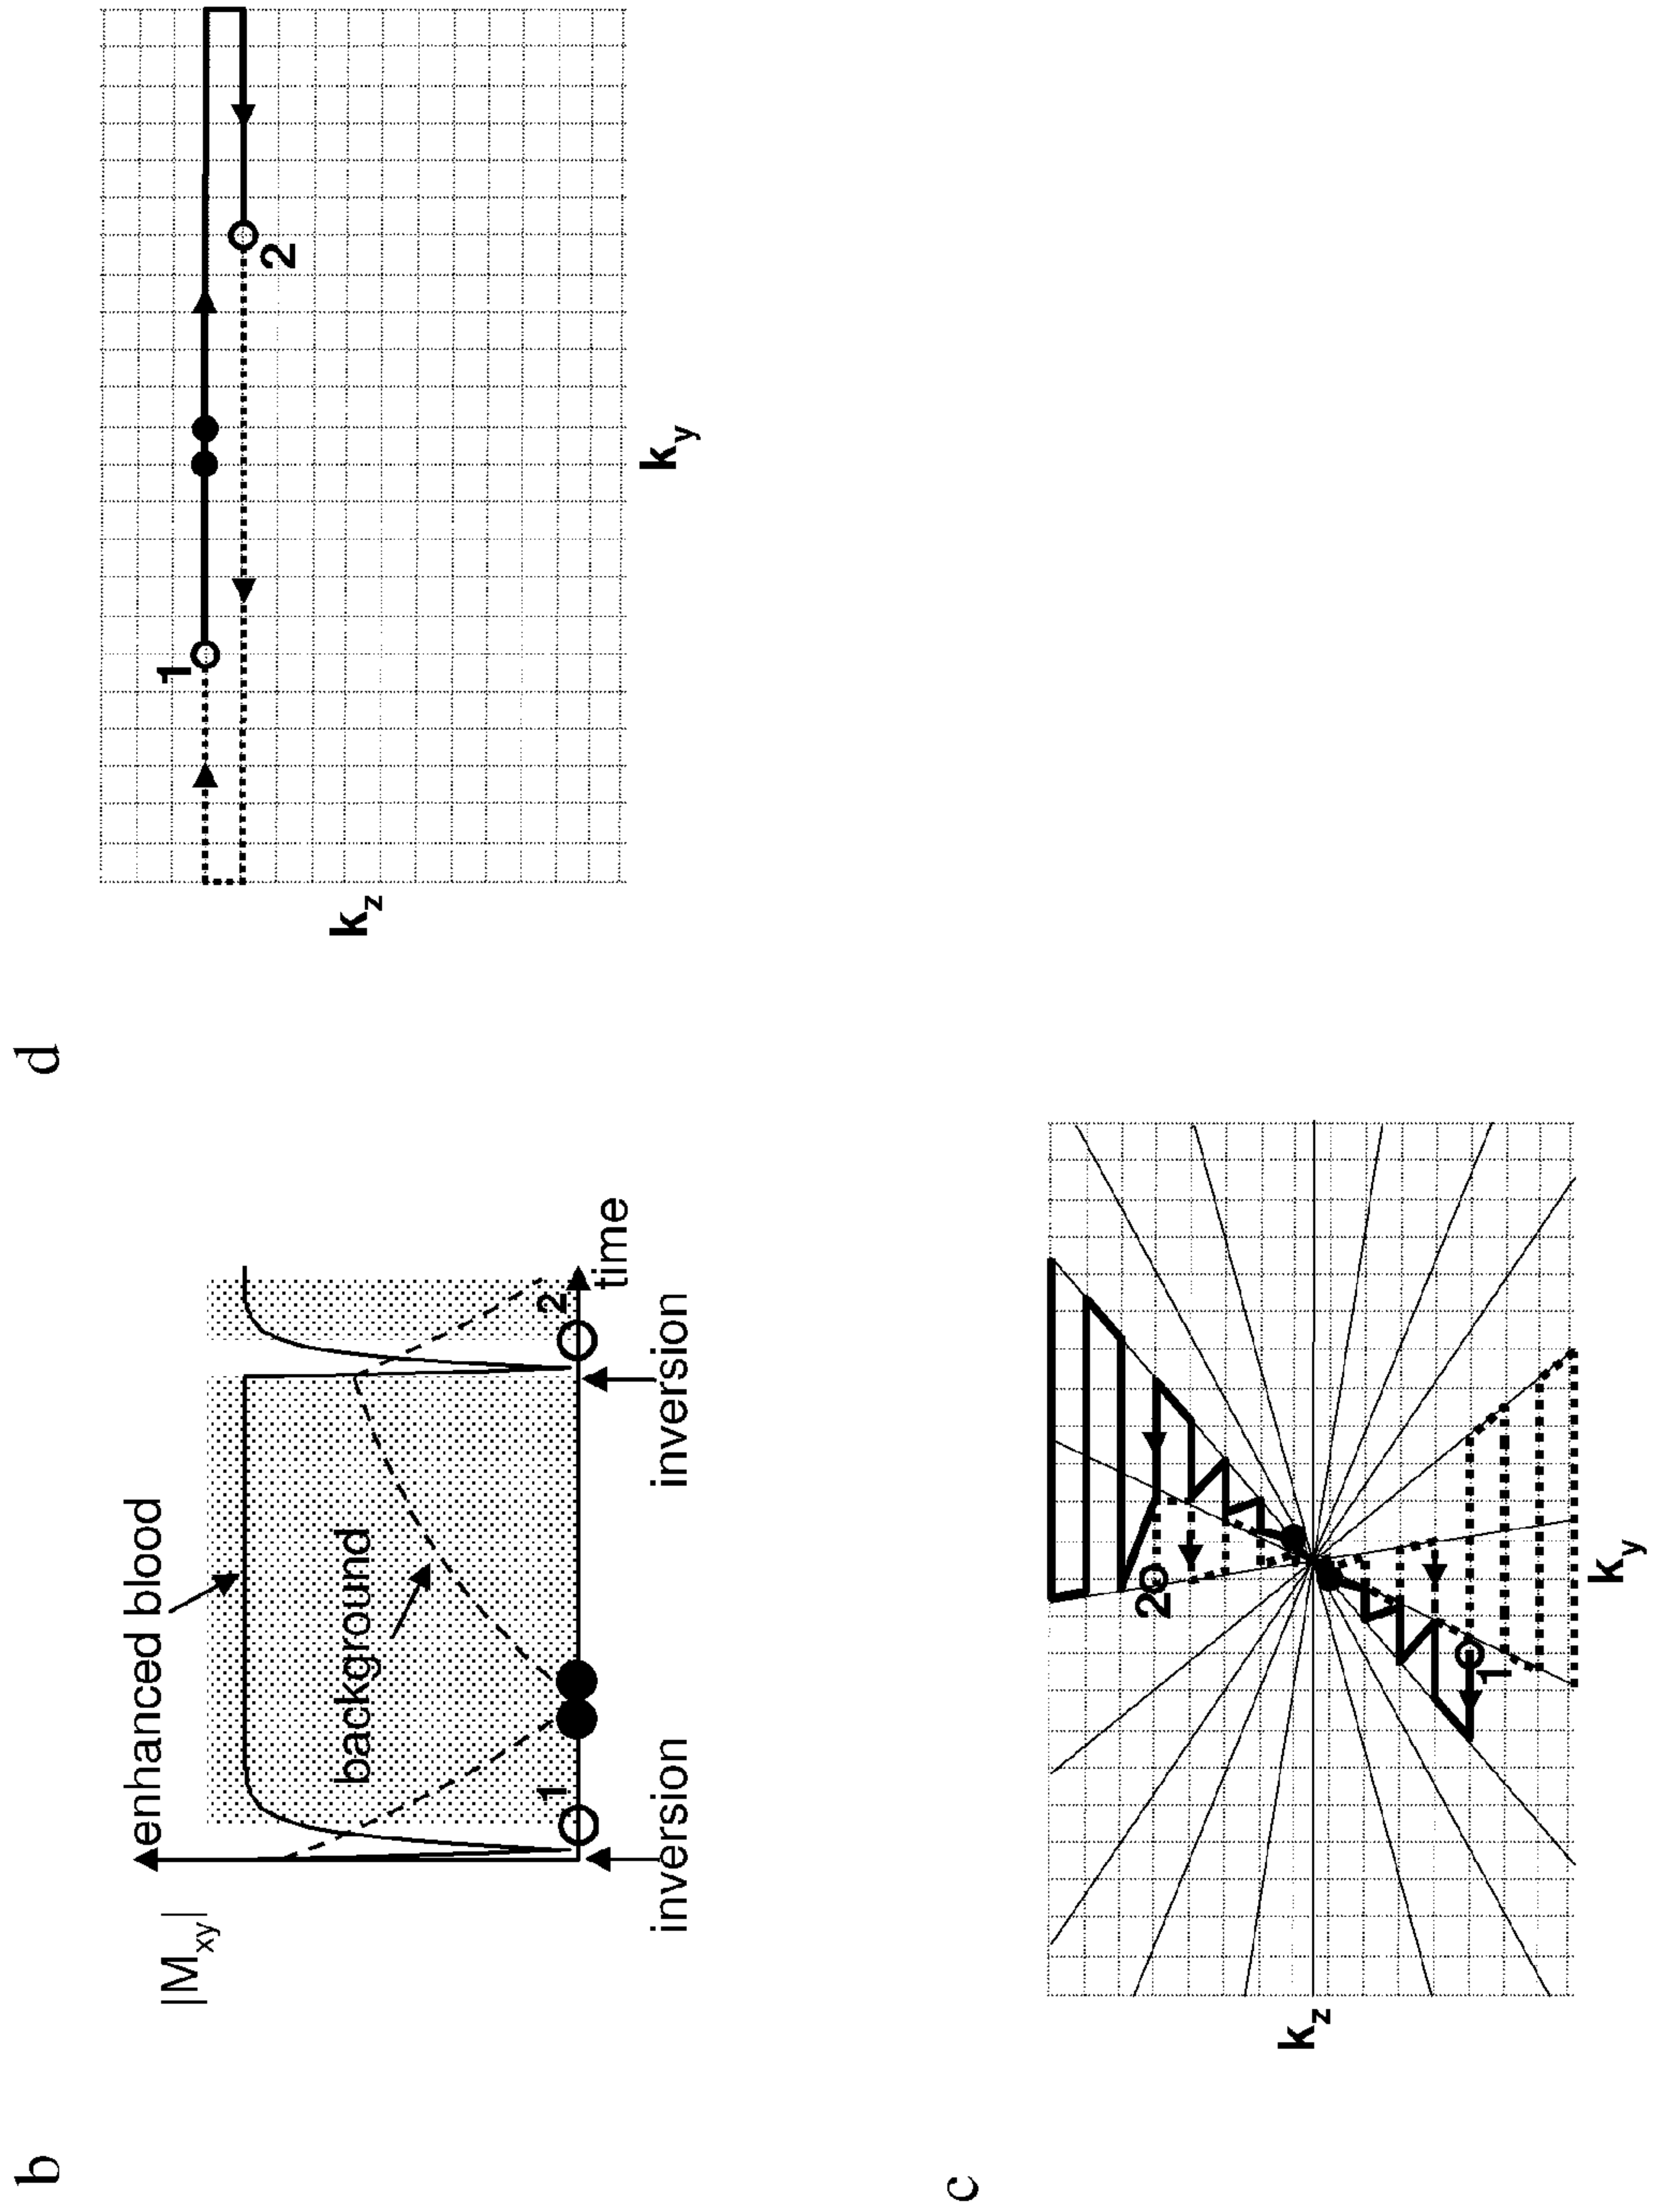 b
|Mxy|
enhanced blood
background
1
2
time
inversion
inversion
c
kz
2
1
ky
d
kz
1
2
ky